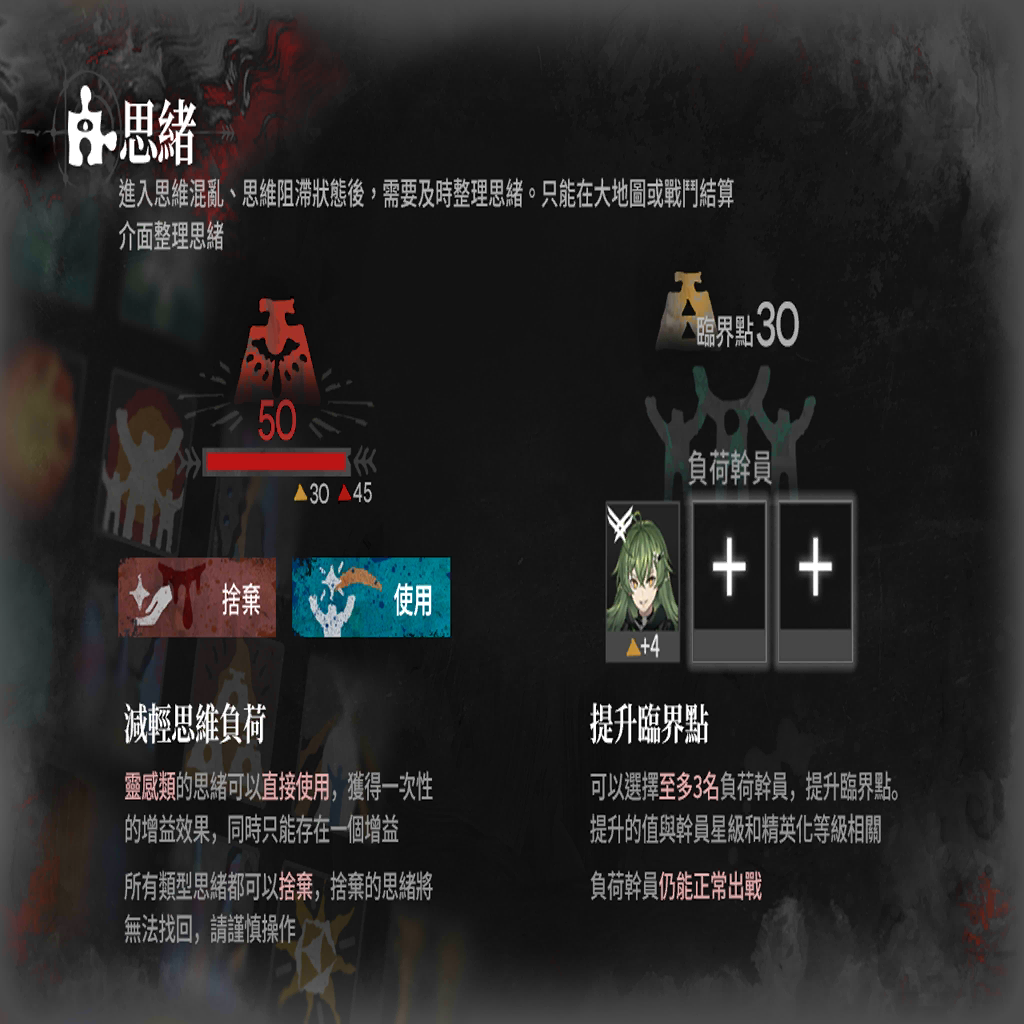 思緒
進入思維混亂、思維阻滯狀態後，需要及時整理思緒。只能在大地圖或戰鬥結算
介面整理思緒
50
30 45
捨棄
使用
減輕思維負荷
靈感類的思緒可以直接使用，獲得一次性
的增益效果，同時只能存在一個增益
所有類型思緒都可以捨棄，捨棄的思緒將
無法找回，請謹慎操作
臨界點30
負荷幹員
+4
+
+
提升臨界點
可以選擇至多3名負荷幹員，提升臨界點。
提升的值與幹員星級和精英化等級相關
負荷幹員仍能正常出戰